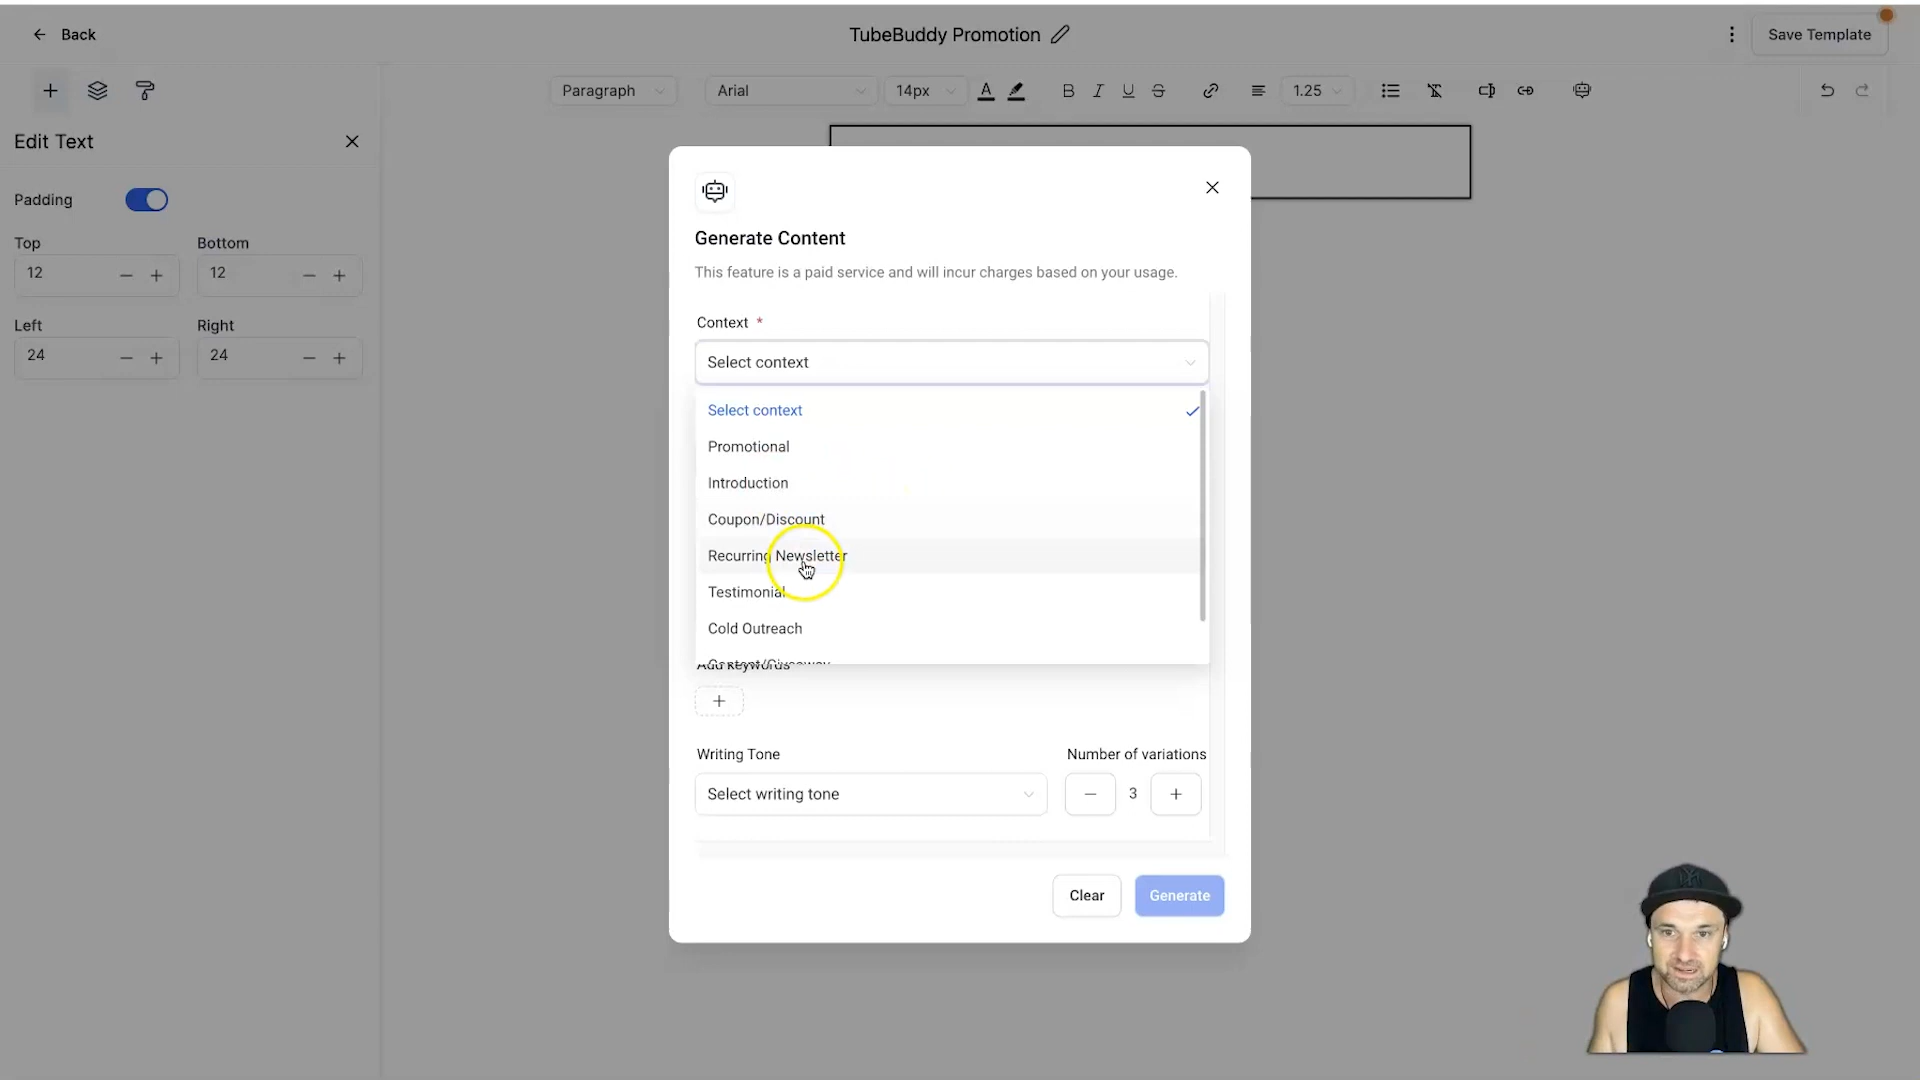 Back
TubeBuddy Promotion
Save Template
Paragraph
Arial
14px
A
B I U S
1.25
Edit Text
Padding
Top
Bottom
12
12
Left
Right
24
24
Generate Content
This feature is a paid service and will incur charges based on your usage.
Context *
Select context
Select context
Promotional
Introduction
Coupon/Discount
Recurring Newsletter
Testimonial
Cold Outreach
Add Keywords
Writing Tone
Number of variations
Select writing tone
3
Clear
Generate